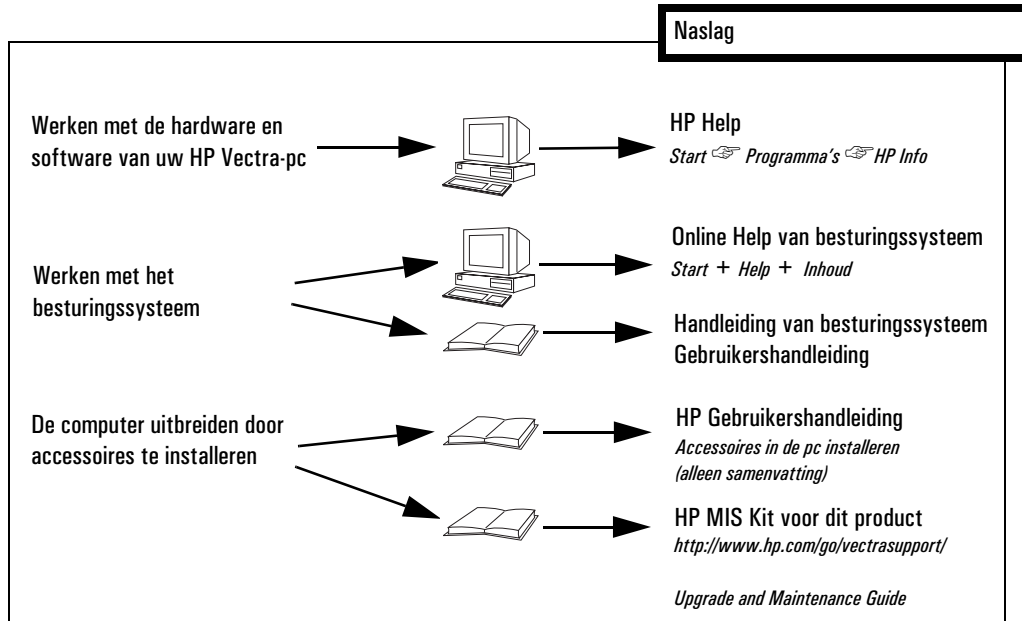 Naslag
Werken met de hardware en
software van uw HP Vectra-pc
HP Help
Start ☞ Programma's ☞ HP Info
Werken met het
besturingssysteem
Online Help van besturingssysteem
Start + Help + Inhoud
Handleiding van besturingssysteem
Gebruikershandleiding
De computer uitbreiden door
accessoires te installeren
HP Gebruikershandleiding
Accessoires in de pc installeren
(alleen samenvatting)
HP MIS Kit voor dit product
http://www.hp.com/go/vectrasupport/
Upgrade and Maintenance Guide